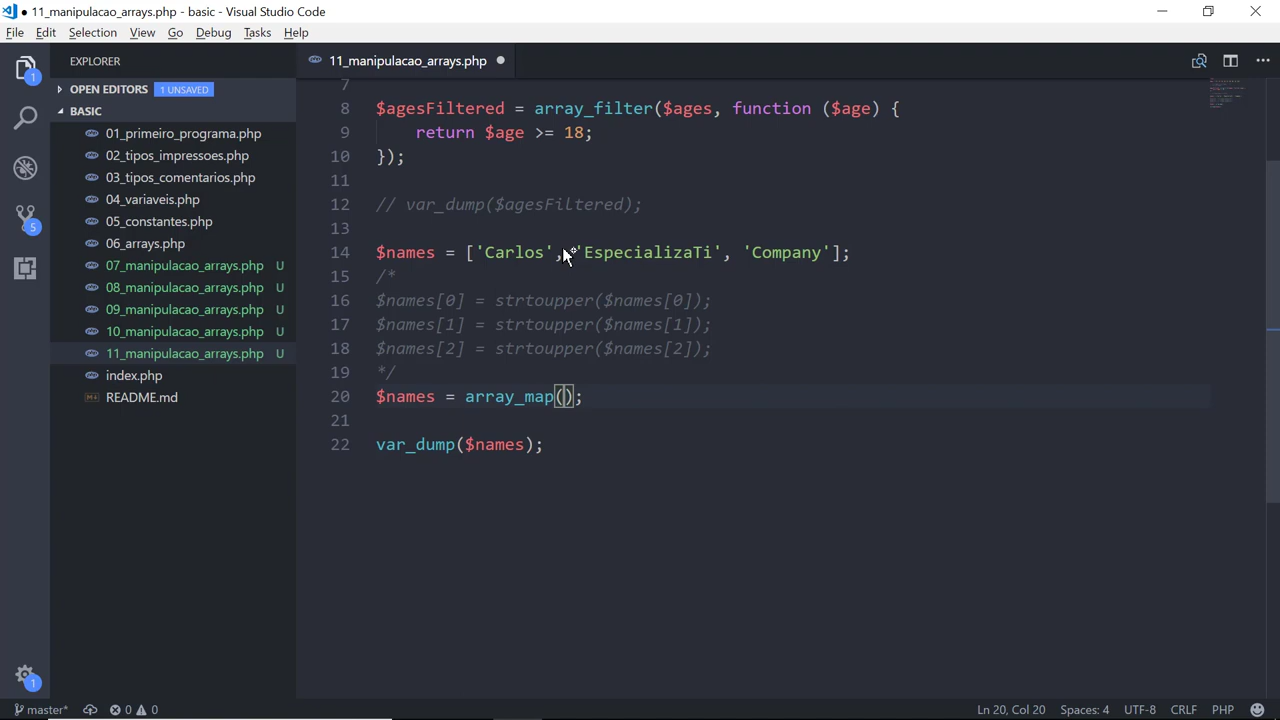 ● 11_manipulacao_arrays.php - basic - Visual Studio Code
File Edit Selection View Go Debug Tasks Help
EXPLORER
11_manipulacao_arrays.php
OPEN EDITORS 1 UNSAVED
BASIC
01_primeiro_programa.php
02_tipos_impressoes.php
03_tipos_comentarios.php
04_variaveis.php
05_constantes.php
06_arrays.php
07_manipulacao_arrays.php U
08_manipulacao_arrays.php U
09_manipulacao_arrays.php U
10_manipulacao_arrays.php U
11_manipulacao_arrays.php U
index.php
README.md
1
5
1
7
8 $agesFiltered = array_filter($ages, function ($age) {
9 return $age >= 18;
10 });
11
12 // var_dump($agesFiltered);
13
14 $names = ['Carlos', 'EspecializaTi', 'Company'];
15 /*
16 $names[0] = strtoupper($names[0]);
17 $names[1] = strtoupper($names[1]);
18 $names[2] = strtoupper($names[2]);
19 */
20 $names = array_map();
21
22 var_dump($names);
master* 0 0 Ln 20, Col 20 Spaces: 4 UTF-8 CRLF PHP